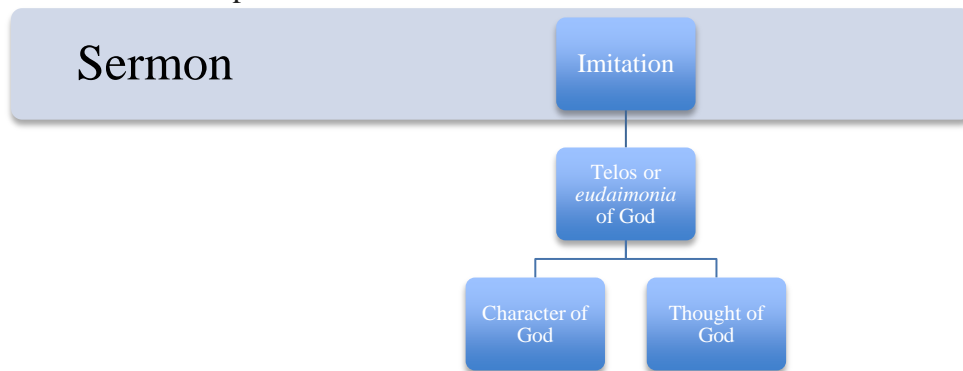 Sermon
Imitation
Telos or
eudaimonia
of God
Character of
God
Thought of
God